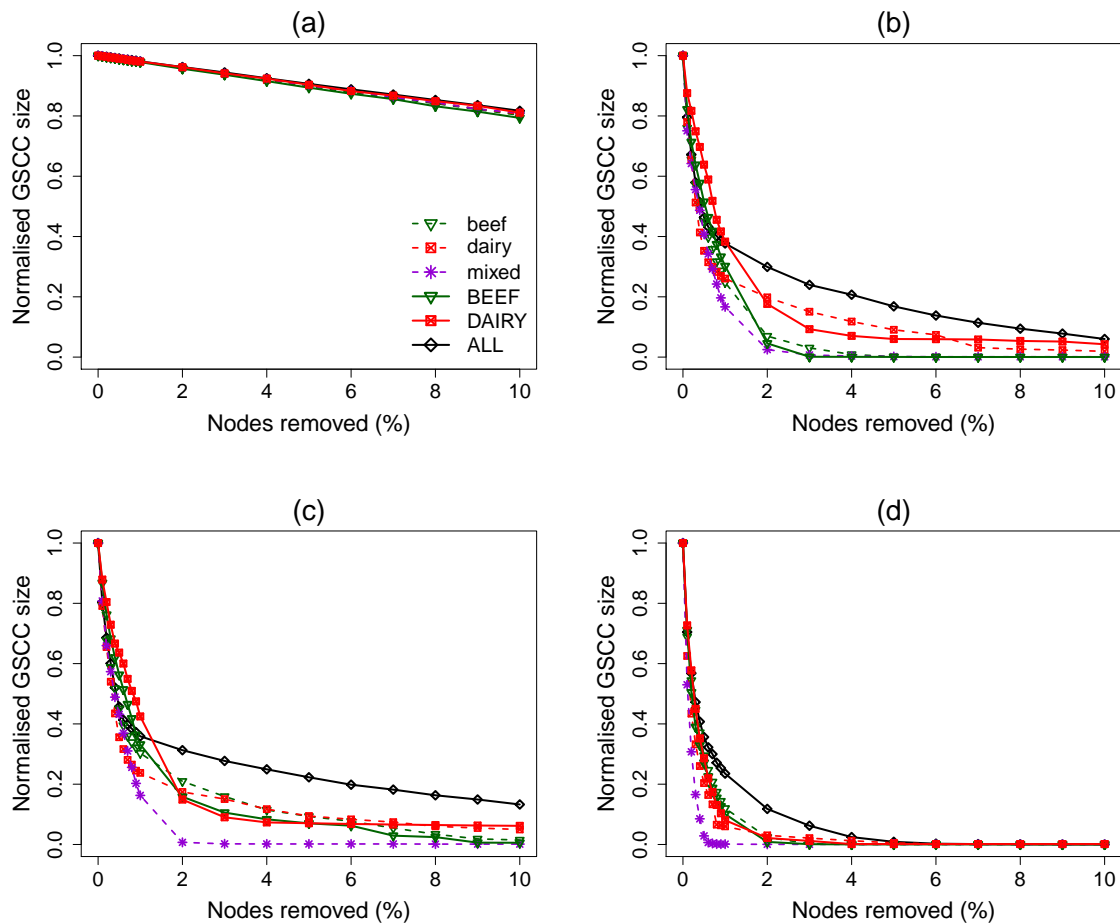 (a)
Normalised GSCC size
0.0 0.2 0.4 0.6 0.8 1.0
beef
dairy
mixed
BEEF
DAIRY
ALL
0 2 4 6 8 10
Nodes removed (%)
(b)
Normalised GSCC size
0.0 0.2 0.4 0.6 0.8 1.0
0 2 4 6 8 10
Nodes removed (%)
(c)
Normalised GSCC size
0.0 0.2 0.4 0.6 0.8 1.0
0 2 4 6 8 10
Nodes removed (%)
(d)
Normalised GSCC size
0.0 0.2 0.4 0.6 0.8 1.0
0 2 4 6 8 10
Nodes removed (%)